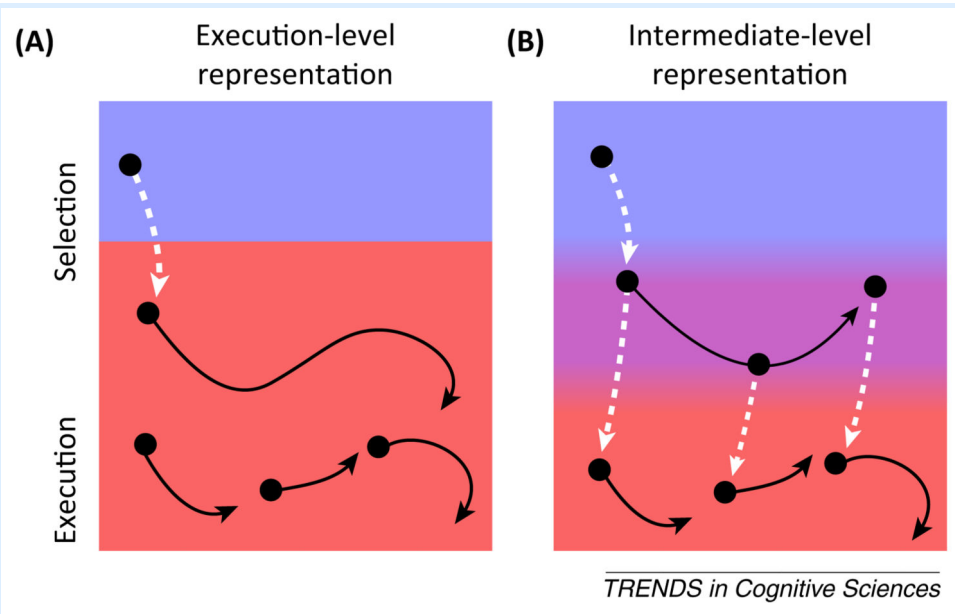 (A)
Execution-level
representation
(B)
Intermediate-level
representation
Selection
Execution
TRENDS in Cognitive Sciences